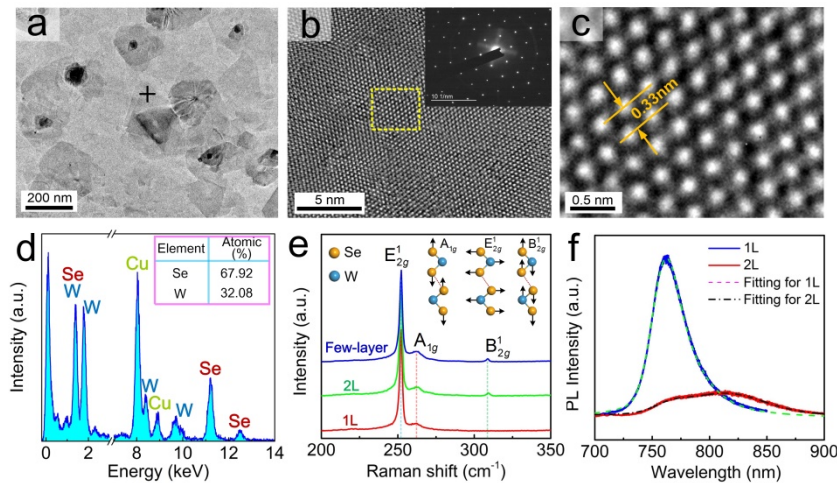 a
200 nm
b
10 1/nm
5 nm
c
0.33nm
0.5 nm
d
Intensity (a.u.)
Se
W
W
Cu
W
Cu
W
Se
Se
Element Atomic (%)
Se 67.92
W 32.08
0 2 8 10 12 14
Energy (keV)
e
Intensity (a.u.)
E¹₂g
A₁g E¹₂g B¹₂g
Se
W
A₁g
B¹₂g
Few-layer
2L
1L
200 250 300 350
Raman shift (cm⁻¹)
f
PL Intensity (a.u.)
1L
2L
Fitting for 1L
Fitting for 2L
700 750 800 850 900
Wavelength (nm)